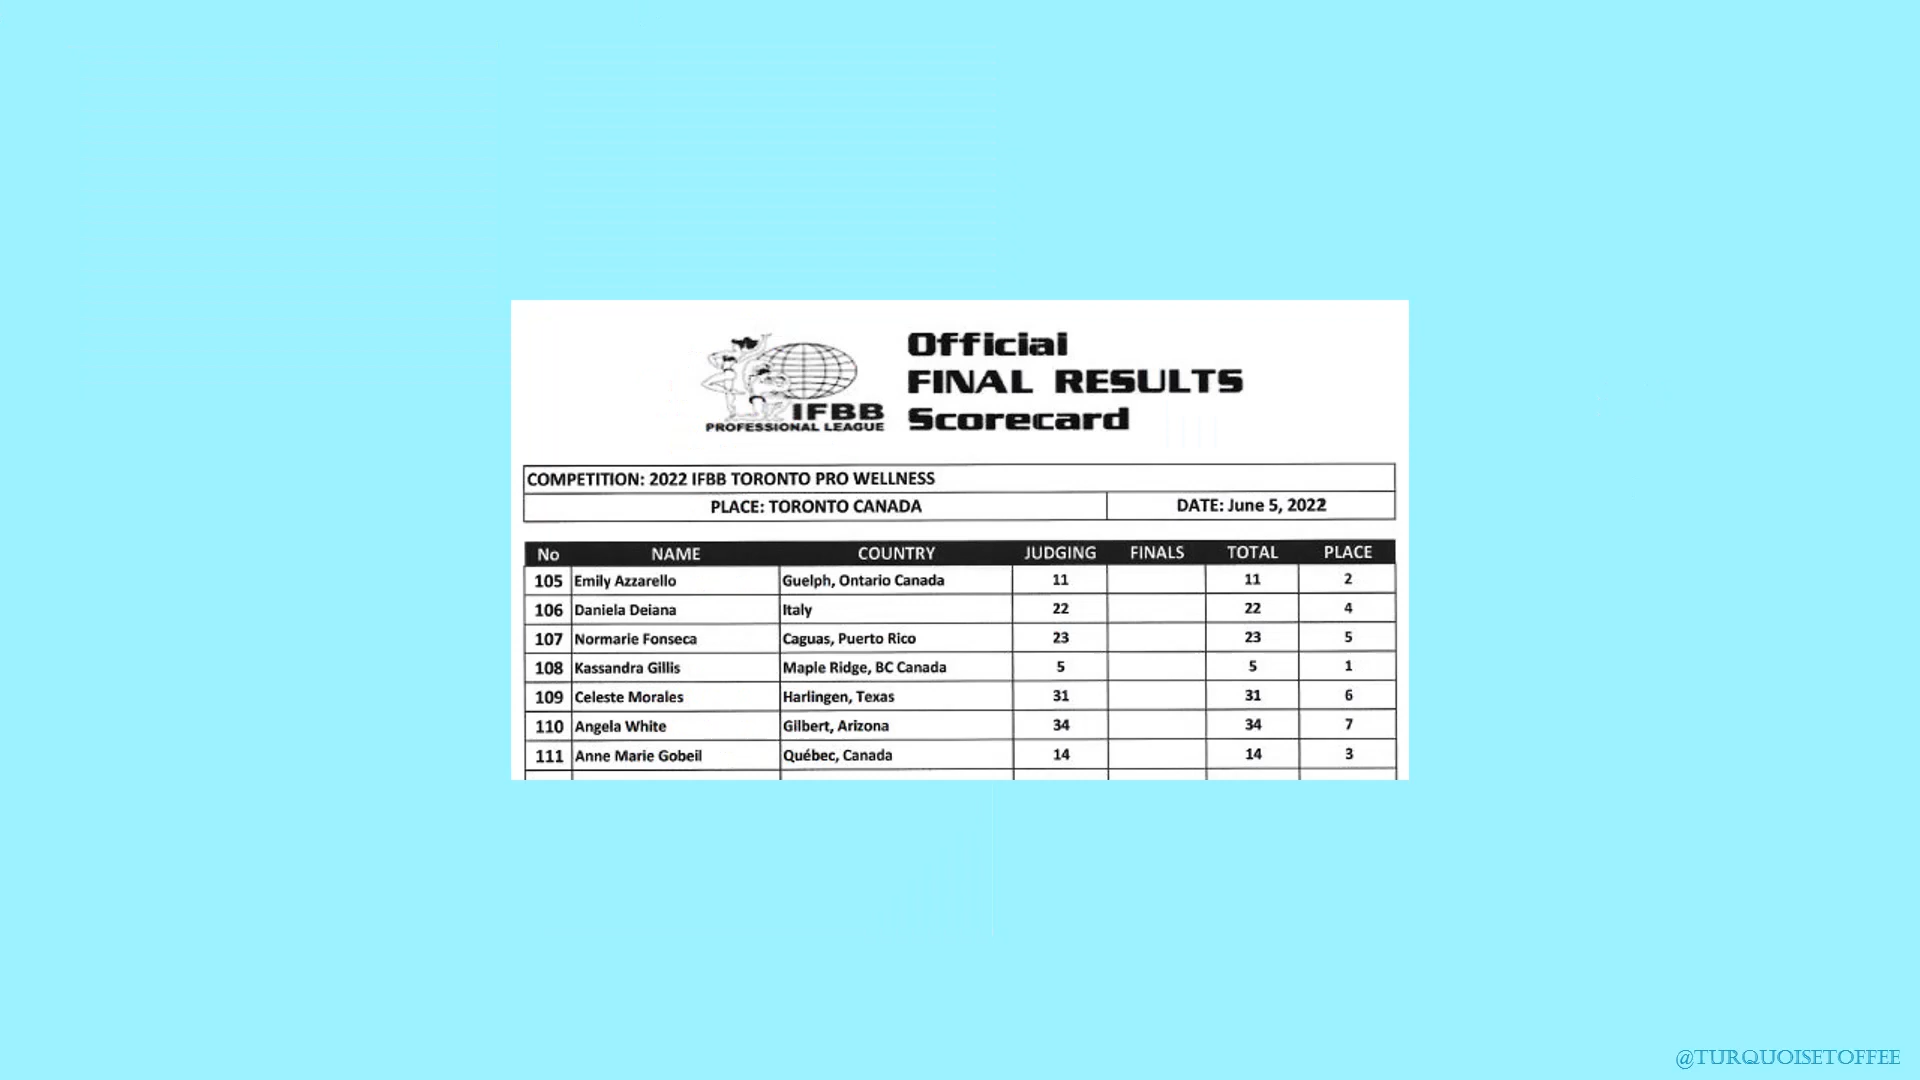 Official
FINAL RESULTS
Scorecard
IFBB
PROFESSIONAL LEAGUE
COMPETITION: 2022 IFBB TORONTO PRO WELLNESS
PLACE: TORONTO CANADA DATE: June 5, 2022
No NAME COUNTRY JUDGING FINALS TOTAL PLACE
105 Emily Azzarello Guelph, Ontario Canada 11 11 2
106 Daniela Deiana Italy 22 22 4
107 Normarie Fonseca Caguas, Puerto Rico 23 23 5
108 Kassandra Gillis Maple Ridge, BC Canada 5 5 1
109 Celeste Morales Harlingen, Texas 31 31 6
110 Angela White Gilbert, Arizona 34 34 7
111 Anne Marie Gobeil Québec, Canada 14 14 3
@TURQUOISETOFFEE